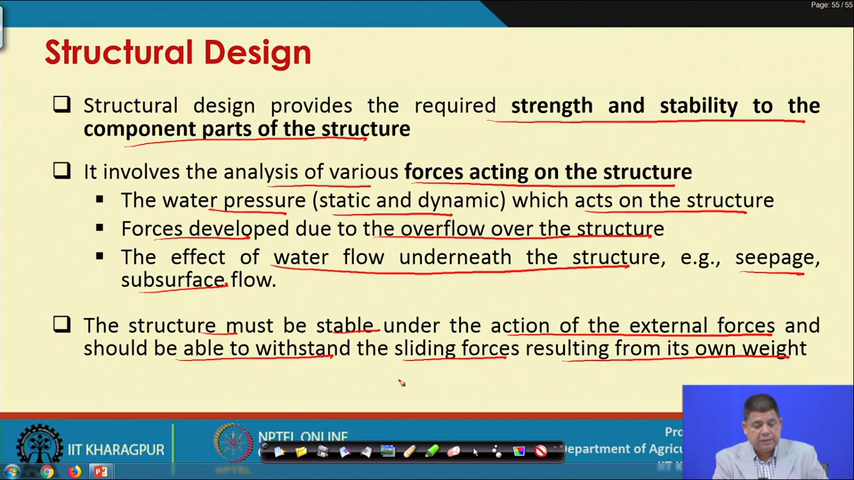 Page: 55 / 55
Structural Design
❑ Structural design provides the required strength and stability to the
component parts of the structure
❑ It involves the analysis of various forces acting on the structure
▪ The water pressure (static and dynamic) which acts on the structure
▪ Forces developed due to the overflow over the structure
▪ The effect of water flow underneath the structure, e.g., seepage,
subsurface flow.
❑ The structure must be stable under the action of the external forces and
should be able to withstand the sliding forces resulting from its own weight
IIT KHARAGPUR
NPTEL
NPTEL ONLINE
Department of Agricu